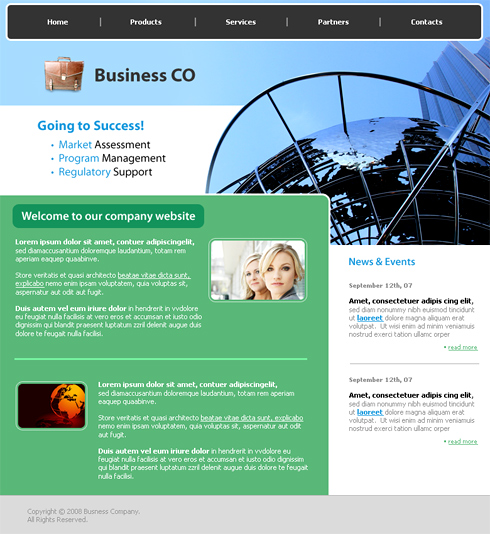 Home | Products | Services | Partners | Contacts
Business CO
Going to Success!
• Market Assessment
• Program Management
• Regulatory Support
Welcome to our company website
Lorem ipsum dolor sit amet, contuer adipiscingelit,
sed diamaccusantium doloremque laudantium, totam rem
aperiam eaquep quaabinve.
Store veritatis et quasi architecto beatae vitae dicta sunt,
explicabo nemo enim ipsam voluptatem, quia voluptas sit,
aspernatur aut odit aut fugit.
Duis autem vel eum iriure dolor in hendrerit in vvdolore
eu feugiat nulla facilisis at vero eros et accumsan et iusto odio
dignissim qui blandit praesent luptatum zzril delenit augue duis
dolore te feugait nulla facilisi.
Lorem ipsum dolor sit amet, contuer adipiscingelit,
sed diamaccusantium doloremque laudantium, totam rem aperiam
eaquep quaabinve.
Store veritatis et quasi architecto beatae vitae dicta sunt, explicabo
nemo enim ipsam voluptatem, quia voluptas sit, aspernatur aut odit
aut fugit.
Duis autem vel eum iriure dolor in hendrerit in vvdolore eu
feugiat nulla facilisis at vero eros et accumsan et iusto odio dignissim
qui blandit praesent luptatum zzril delenit augue duis dolore te feugait
nulla facilisi.
News & Events
September 12th, 07
Amet, consectetuer adipis cing elit,
sed diam nonummy nibh euismod tincidunt
ut laoreet dolore magna aliquam erat
volutpat. Ut wisi enim ad minim veniamuis
nostrud exerci tation ullamc orper
• read more
September 12th, 07
Amet, consectetuer adipis cing elit,
sed diam nonummy nibh euismod tincidunt
ut laoreet dolore magna aliquam erat
volutpat. Ut wisi enim ad minim veniamuis
nostrud exerci tation ullamc orper
• read more
Copyright © 2008 Busness Company.
All Rights Reserved.